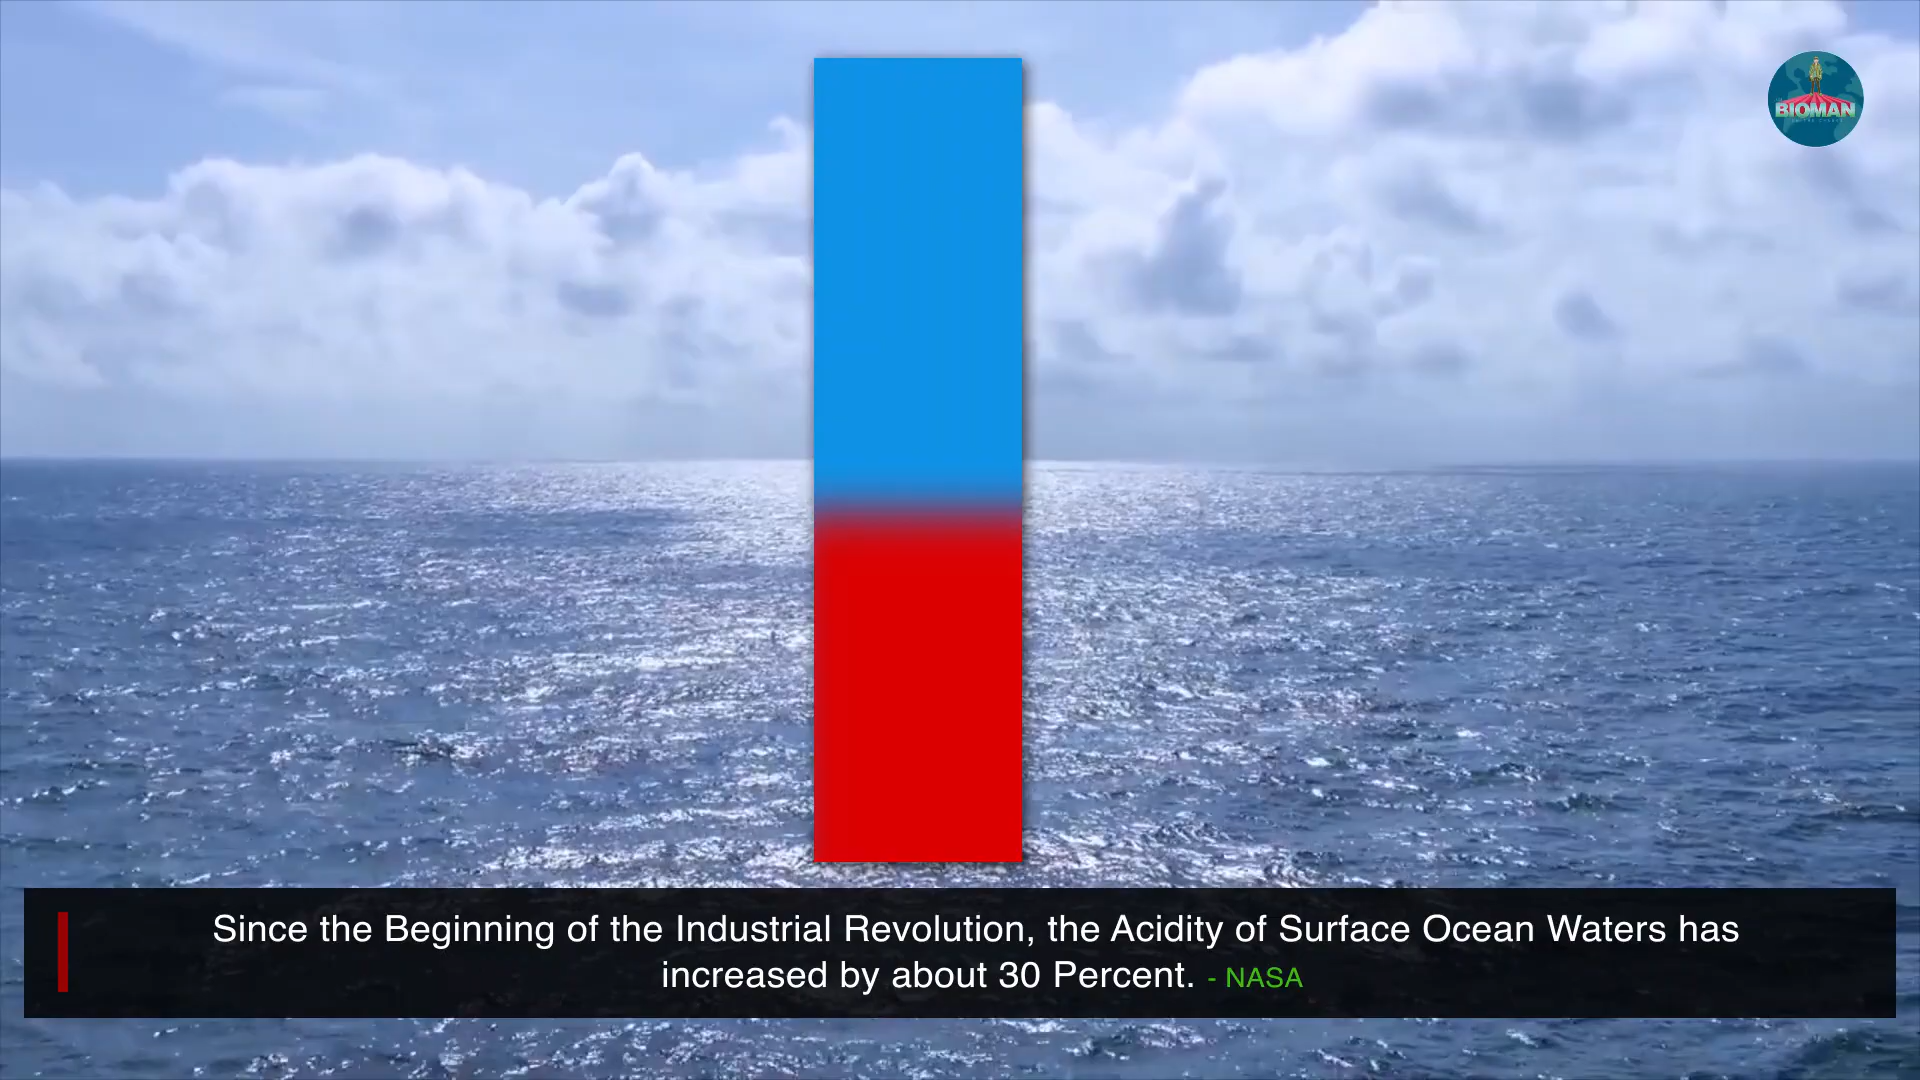 BIOMAN
Since the Beginning of the Industrial Revolution, the Acidity of Surface Ocean Waters has
increased by about 30 Percent. - NASA